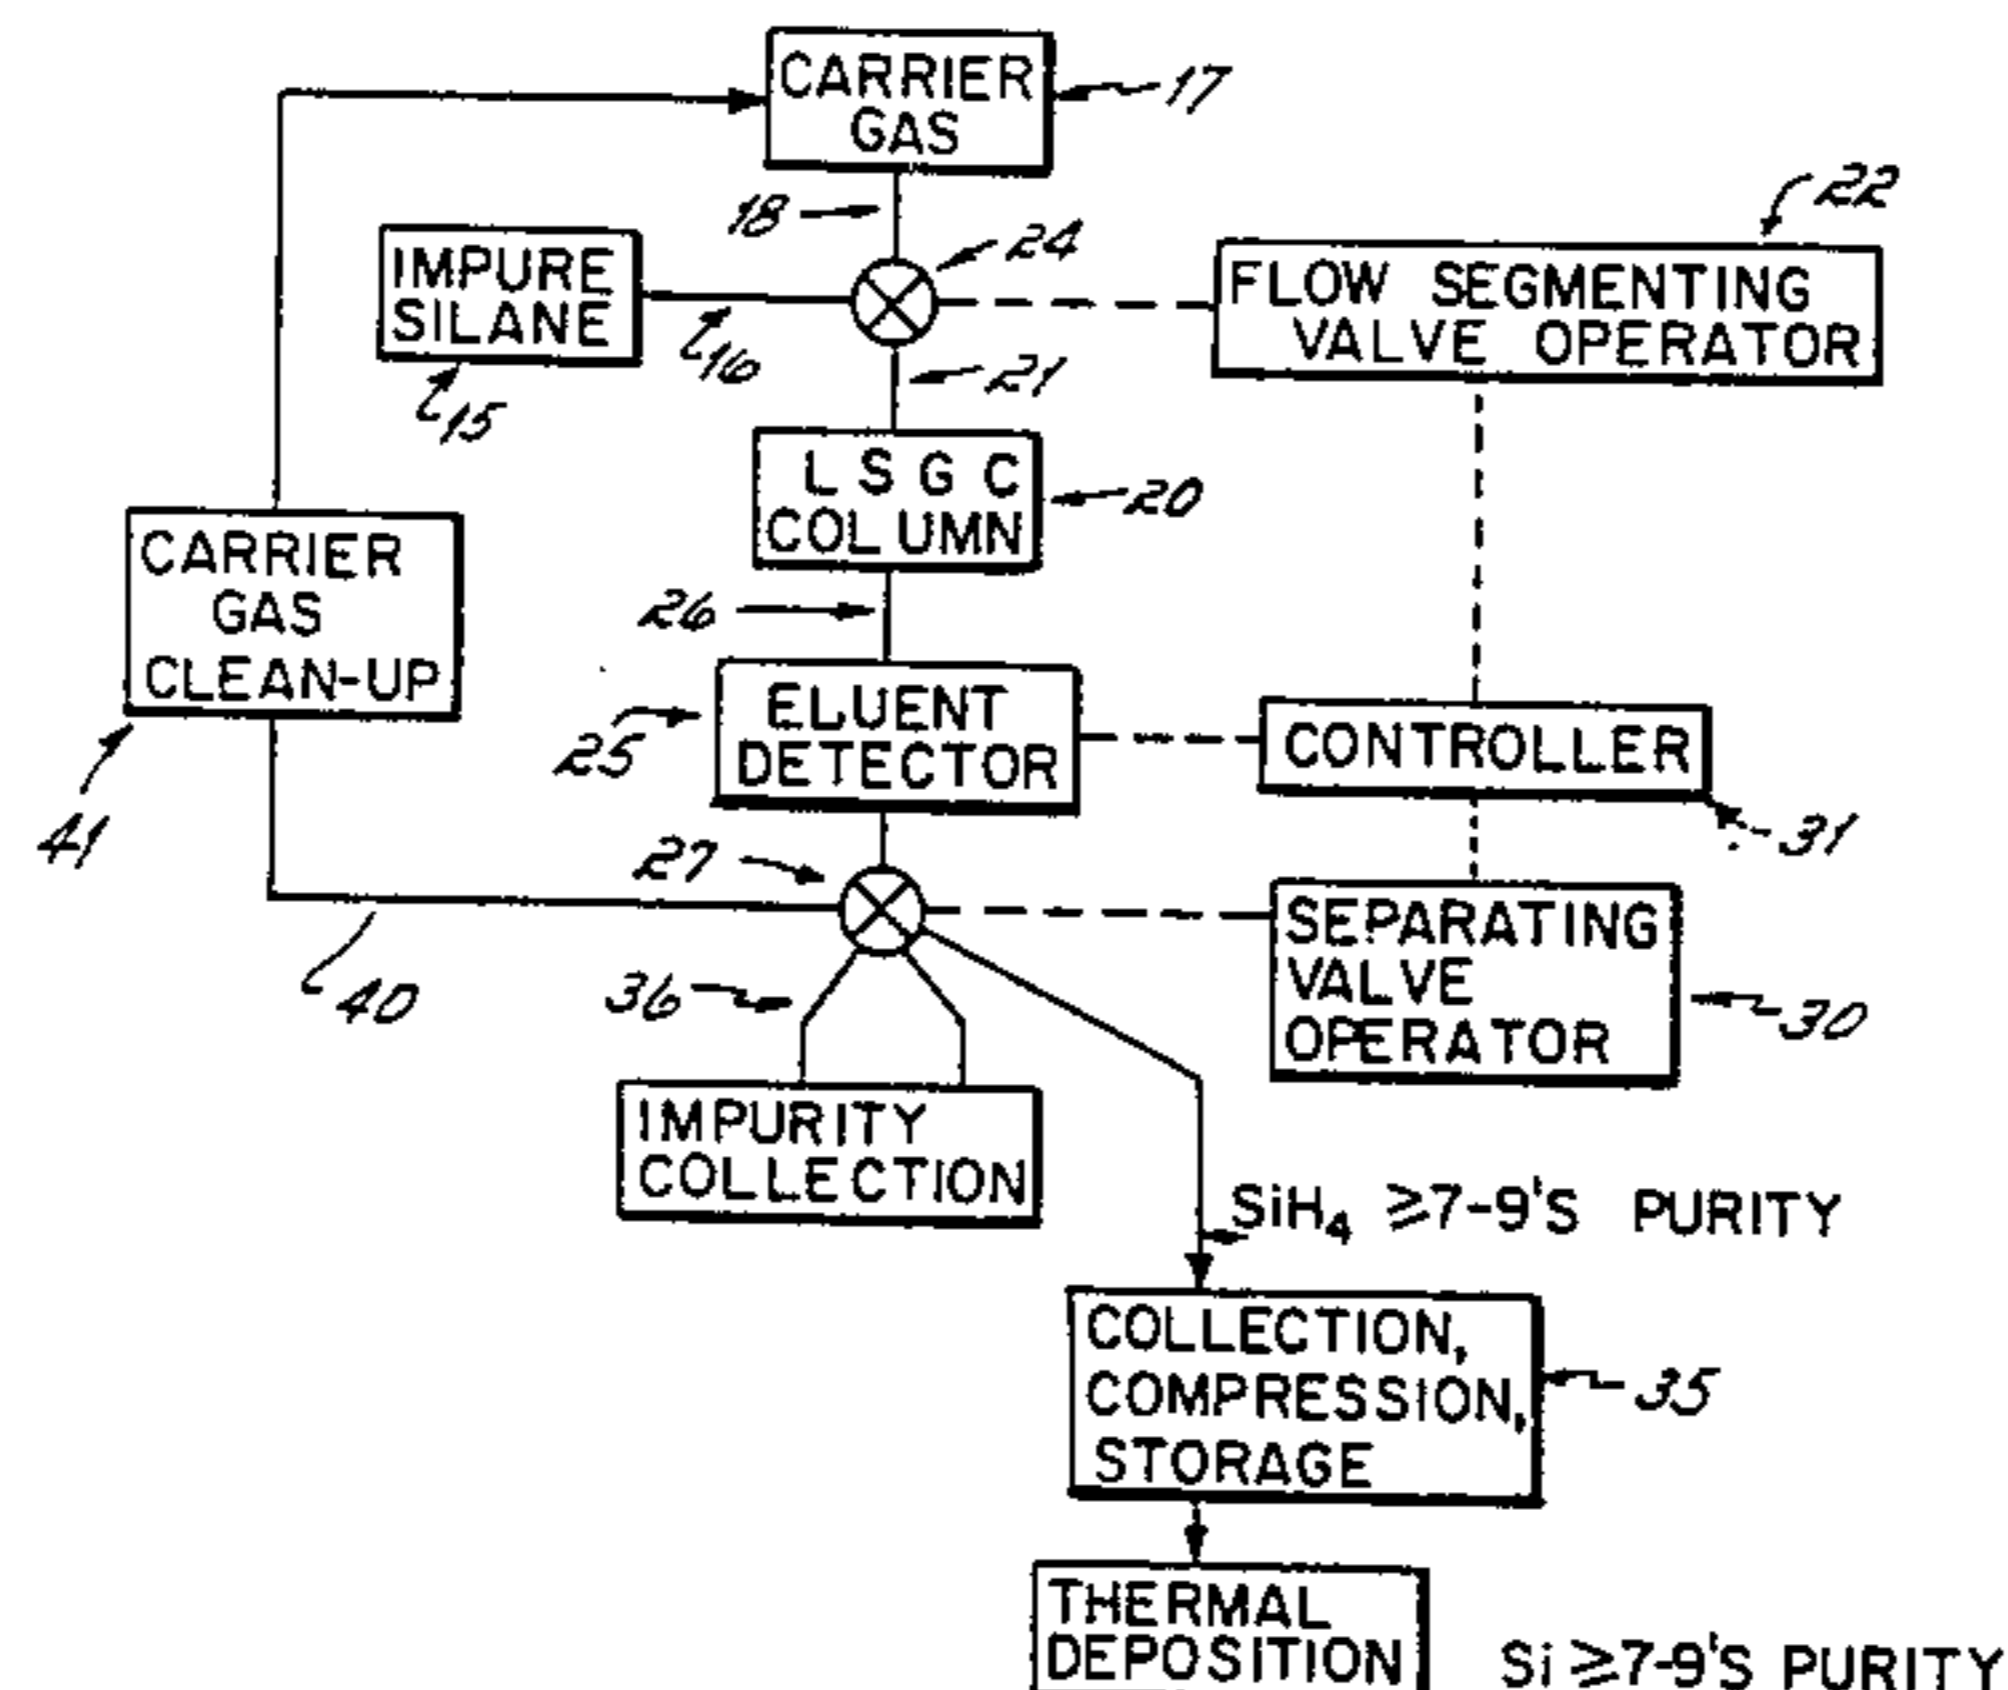 CARRIER
GAS
17
18
22
24
IMPURE
SILANE
FLOW SEGMENTING
VALVE OPERATOR
16
15
21
LSGC
COLUMN
20
CARRIER
GAS
CLEAN-UP
26
ELUENT
DETECTOR
25
CONTROLLER
41
27
31
SEPARATING
VALVE
OPERATOR
40
36
30
IMPURITY
COLLECTION
SiH4 ≥7-9'S PURITY
COLLECTION,
COMPRESSION,
STORAGE
35
THERMAL
DEPOSITION
Si ≥7-9'S PURITY